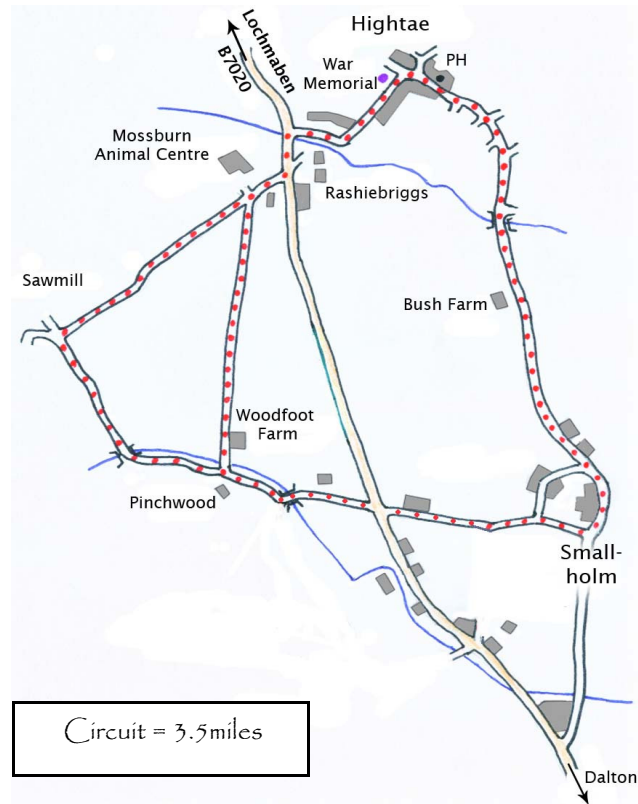 Hightae
Lochmaben
B7020
War
Memorial
PH
Mossburn
Animal Centre
Rashiebriggs
Sawmill
Bush Farm
Woodfoot
Farm
Pinchwood
Small-
holm
Circuit = 3.5miles
Dalton